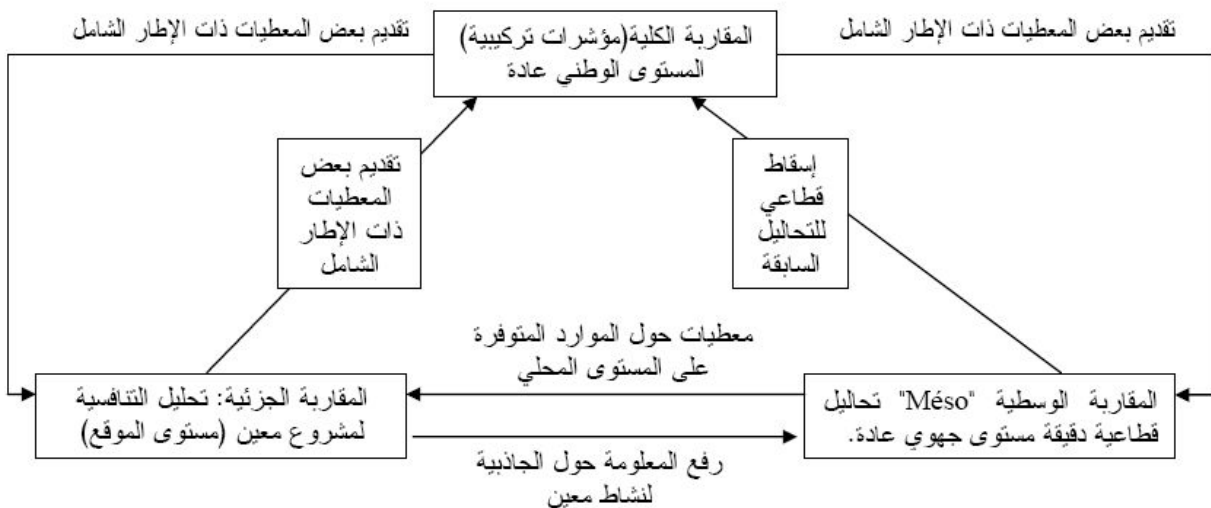 تقديم بعض المعطيات ذات الإطار الشامل
المقاربة الكلية(مؤشرات تركيبية)
المستوى الوطني عادة
تقديم بعض المعطيات ذات الإطار الشامل
إسقاط
قطاعي
للتحاليل
السابقة
تقديم بعض
المعطيات
ذات الإطار
الشامل
معطيات حول الموارد المتوفرة
على المستوى المحلي
المقاربة الوسطية "Méso" تحاليل
قطاعية دقيقة مستوى جهوي عادة.
المقاربة الجزئية: تحليل التنافسية
لمشروع معين (مستوى الموقع)
رفع المعلومة حول الجاذبية
لنشاط معين